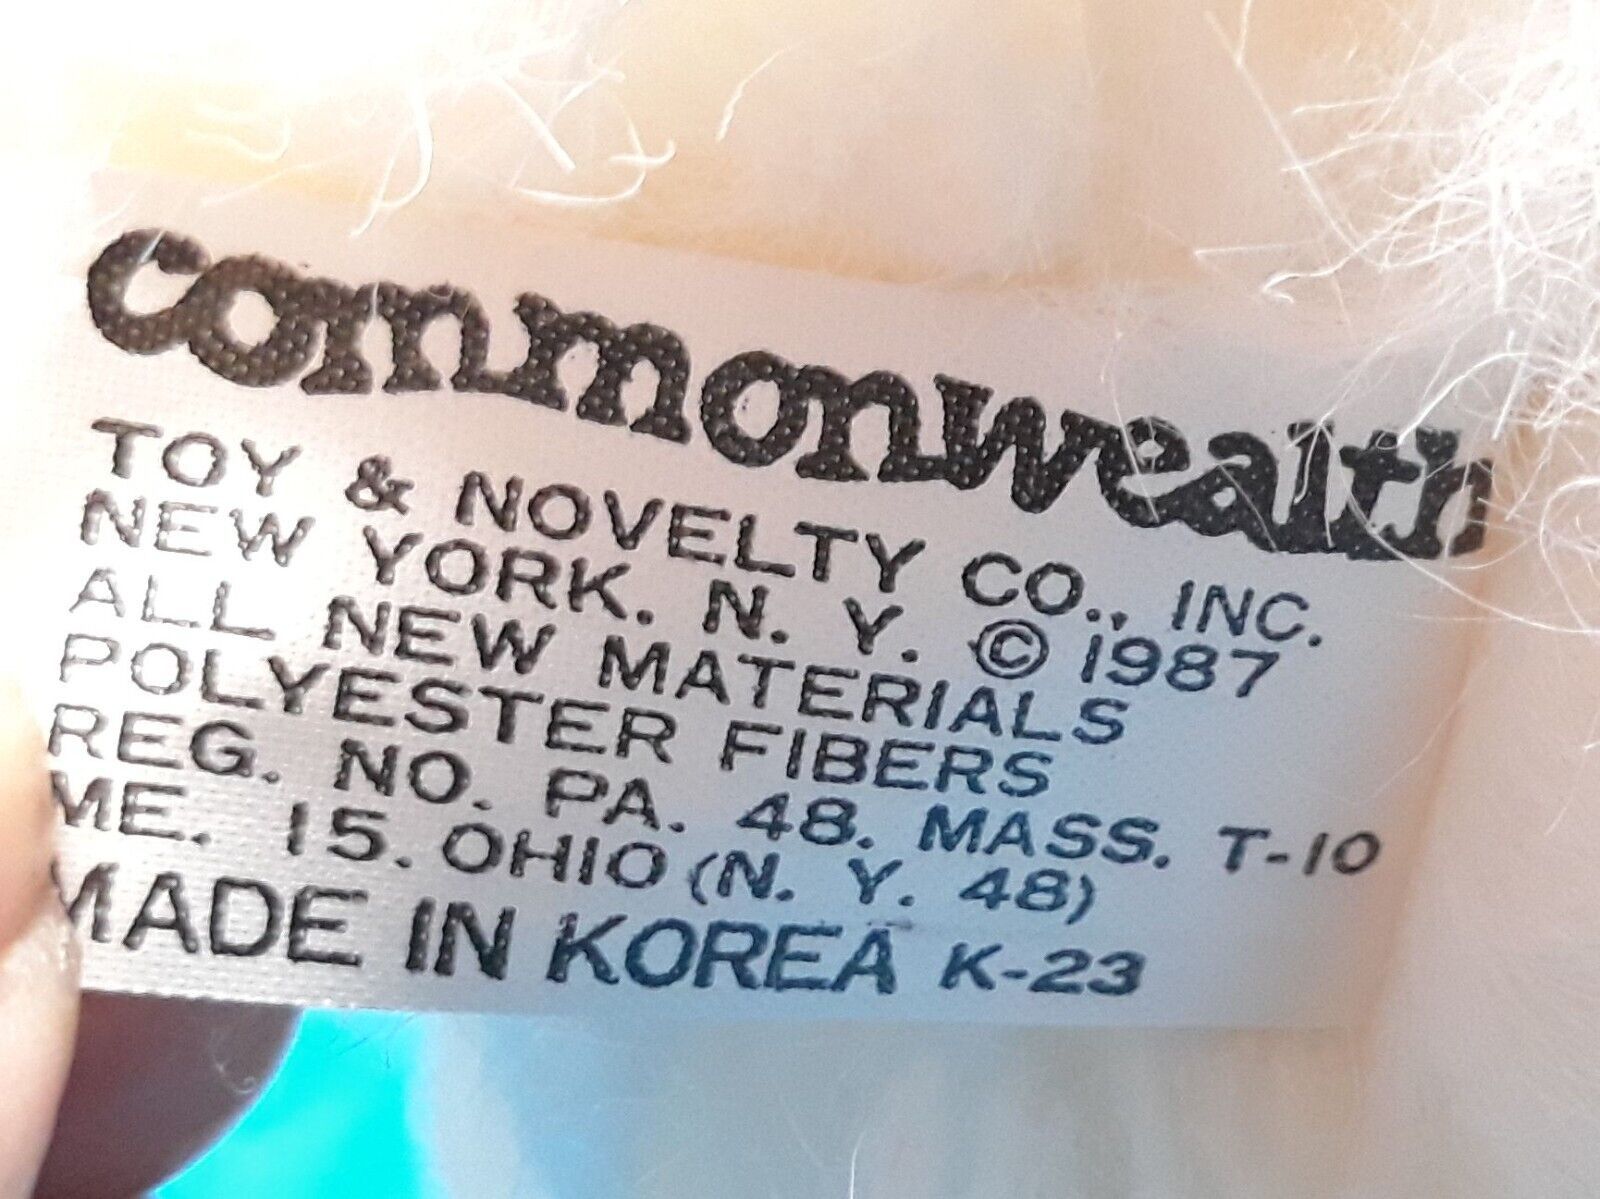 commonwealth
TOY & NOVELTY CO., INC.
NEW YORK. N. Y. © 1987
ALL NEW MATERIALS
POLYESTER FIBERS
REG. NO. PA. 48. MASS. T-10
ME. 15. OHIO (N. Y. 48)
MADE IN KOREA K-23